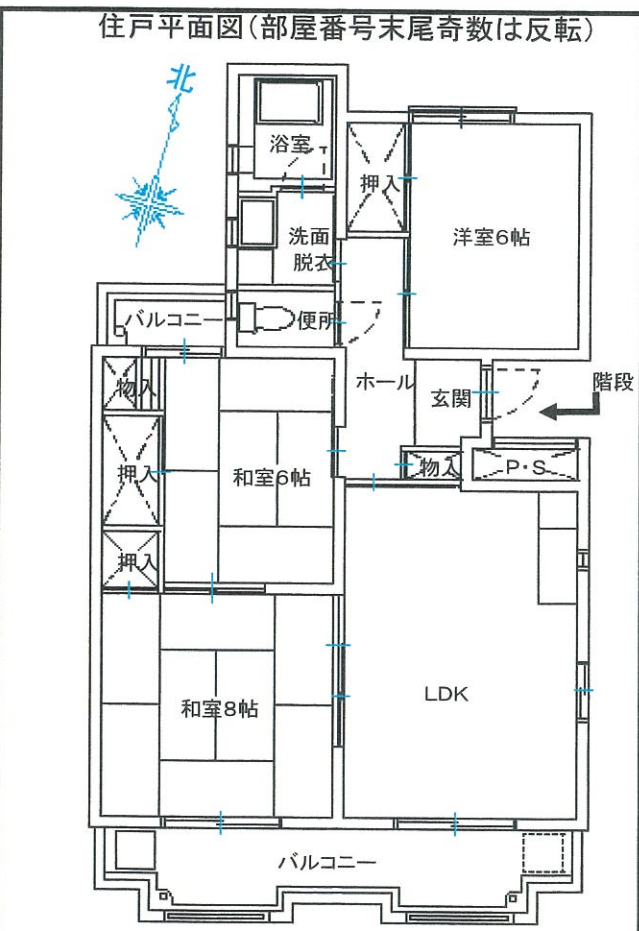 住戸平面図(部屋番号末尾奇数は反転)
北
浴室
押入
洋室6帖
洗面
脱衣
バルコニー
便所
ホール
玄関
階段
物入
押入
和室6帖
物入
P・S
押入
和室8帖
LDK
バルコニー